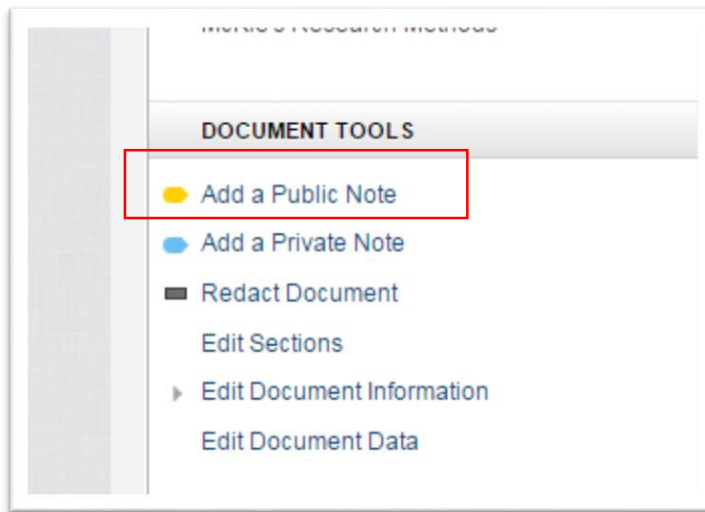 DOCUMENT TOOLS
Add a Public Note
Add a Private Note
Redact Document
Edit Sections
Edit Document Information
Edit Document Data